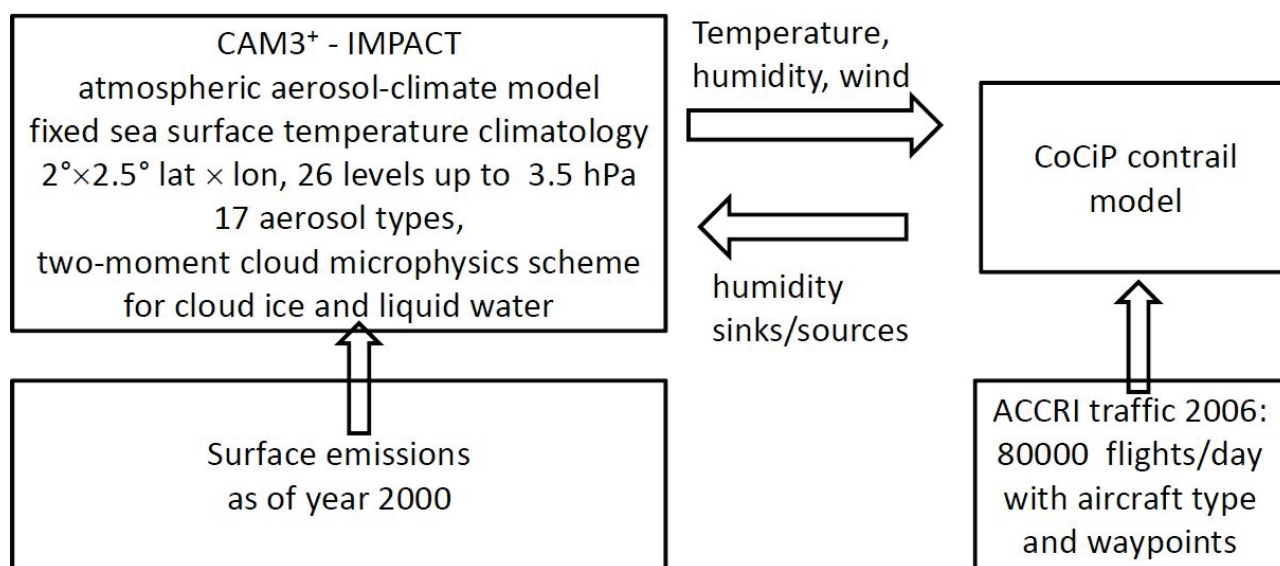 CAM3⁺ - IMPACT
atmospheric aerosol-climate model
fixed sea surface temperature climatology
2°×2.5° lat × lon, 26 levels up to 3.5 hPa
17 aerosol types,
two-moment cloud microphysics scheme
for cloud ice and liquid water
Temperature,
humidity, wind
humidity
sinks/sources
CoCiP contrail
model
Surface emissions
as of year 2000
ACCRI traffic 2006:
80000 flights/day
with aircraft type
and waypoints